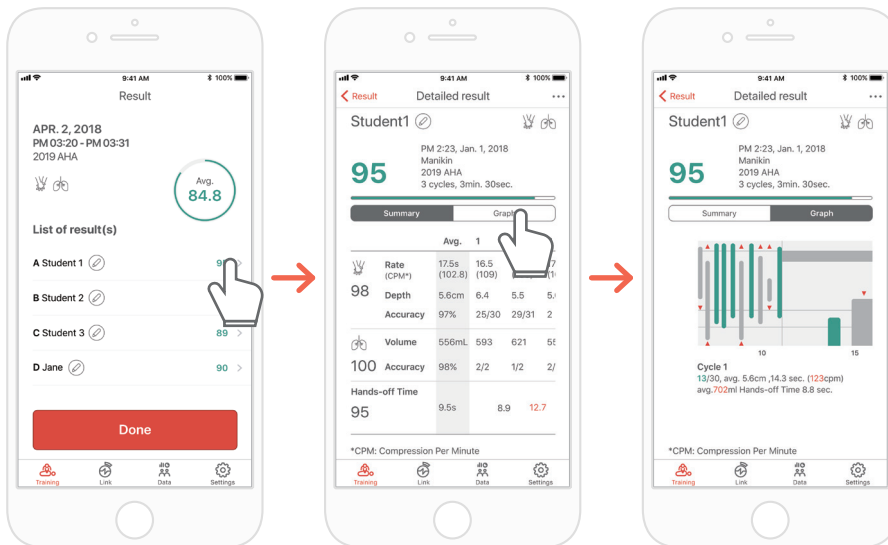 9:41 AM
100%
Result
APR. 2, 2018
PM 03:20 - PM 03:31
2019 AHA
Avg.
84.8
List of result(s)
A Student 1
B Student 2
C Student 3 89 >
D Jane 90 >
Done
Training Link Data Settings
9:41 AM
100%
Result Detailed result
Student1
PM 2:23, Jan. 1, 2018
Manikin
95 2019 AHA
3 cycles, 3min. 30sec.
Summary
Avg. 1
Rate 17.5s 16.5
(CPM*) (102.8) (109)
98 Depth 5.6cm 6.4 5.5
Accuracy 97% 25/30 29/31 2
Volume 556mL 593 621
100 Accuracy 98% 2/2 1/2 2/
Hands-off Time
95 9.5s 8.9 12.7
*CPM: Compression Per Minute
Training Link Data Settings
9:41 AM
100%
Result Detailed result
Student1
PM 2:23, Jan. 1, 2018
Manikin
95 2019 AHA
3 cycles, 3min. 30sec.
Summary Graph
10 15
Cycle 1
13/30, avg. 5.6cm ,14.3 sec. (123cpm)
avg.702ml Hands-off Time 8.8 sec.
*CPM: Compression Per Minute
Training Link Data Settings